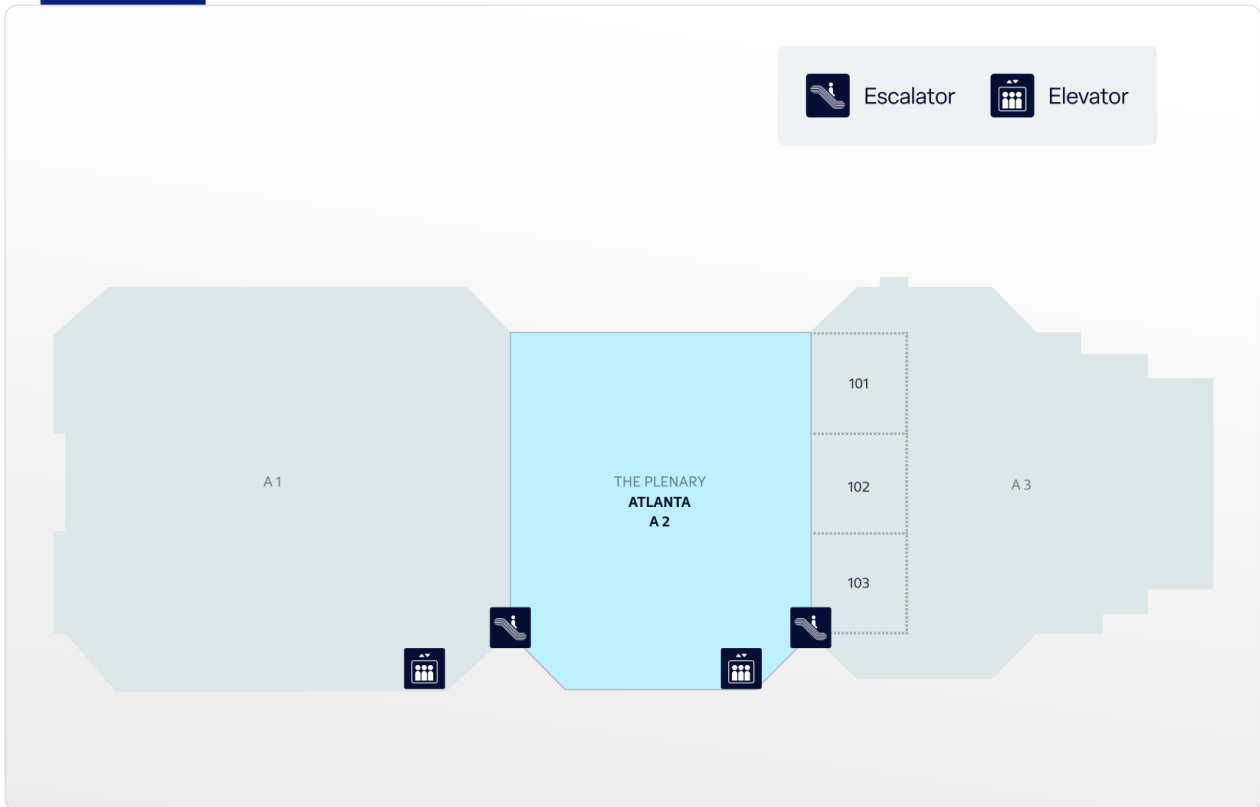 Escalator
Elevator
A 1
THE PLENARY
ATLANTA
A 2
101
102
103
A 3